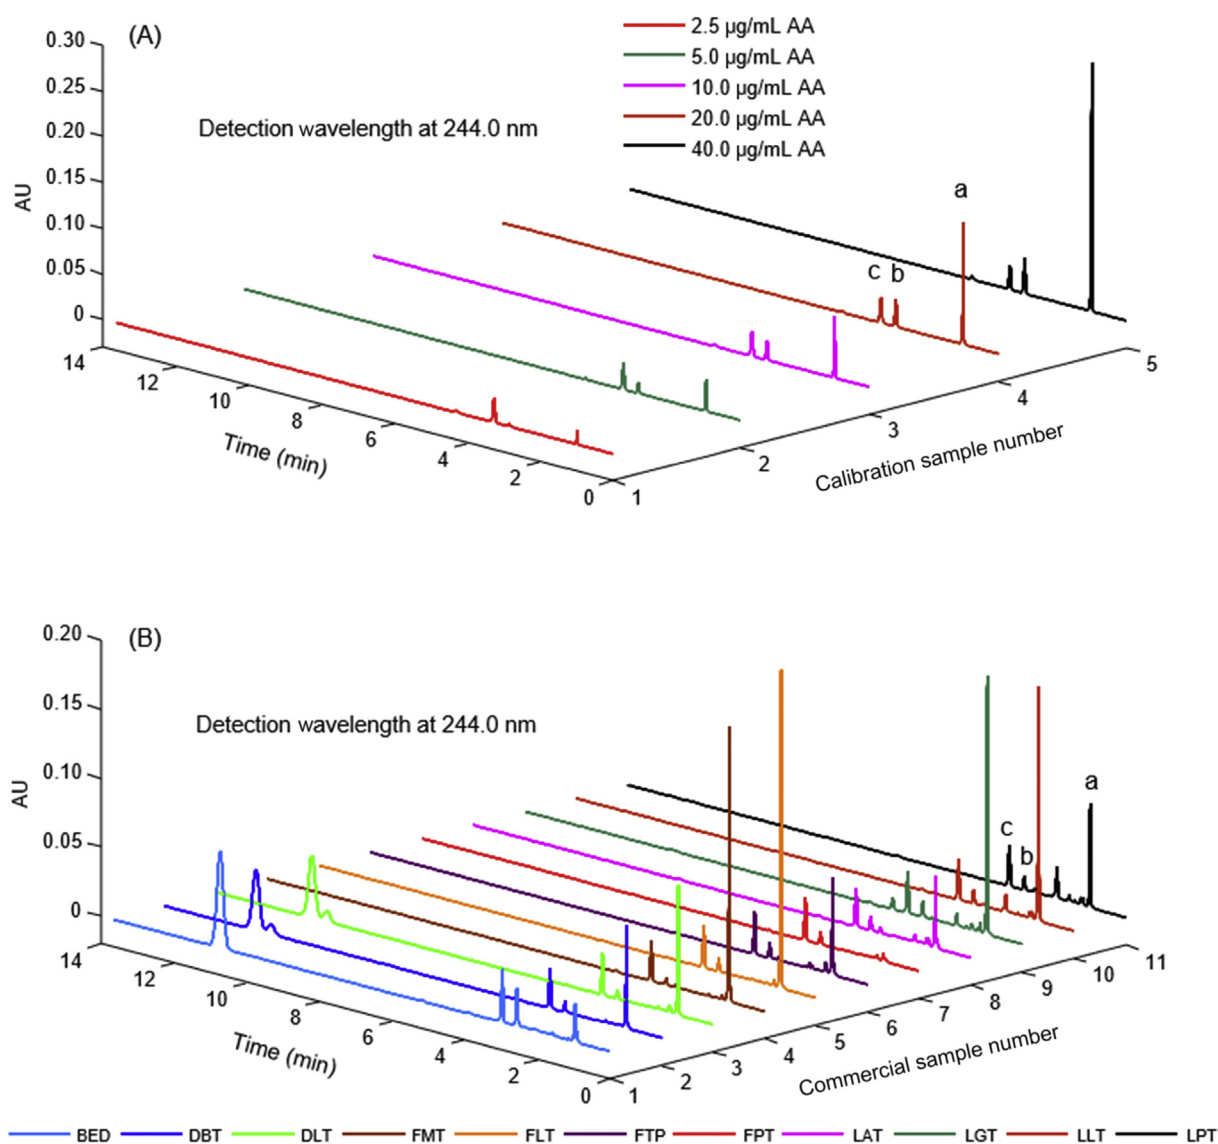 (A)
0.30
0.25
0.20
0.15
0.10
0.05
0
AU
Detection wavelength at 244.0 nm
2.5 µg/mL AA
5.0 µg/mL AA
10.0 µg/mL AA
20.0 µg/mL AA
40.0 µg/mL AA
a
c b
14
12
10
8
6
4
2
0
Time (min)
1
2
3
4
5
Calibration sample number
(B)
0.20
0.15
0.10
0.05
0
AU
Detection wavelength at 244.0 nm
a
c
b
14
12
10
8
6
4
2
0
Time (min)
1
2
3
4
5
6
7
8
9
10
11
Commercial sample number
BED DBT DLT FMT FLT FTP FPT LAT LGT LLT LPT